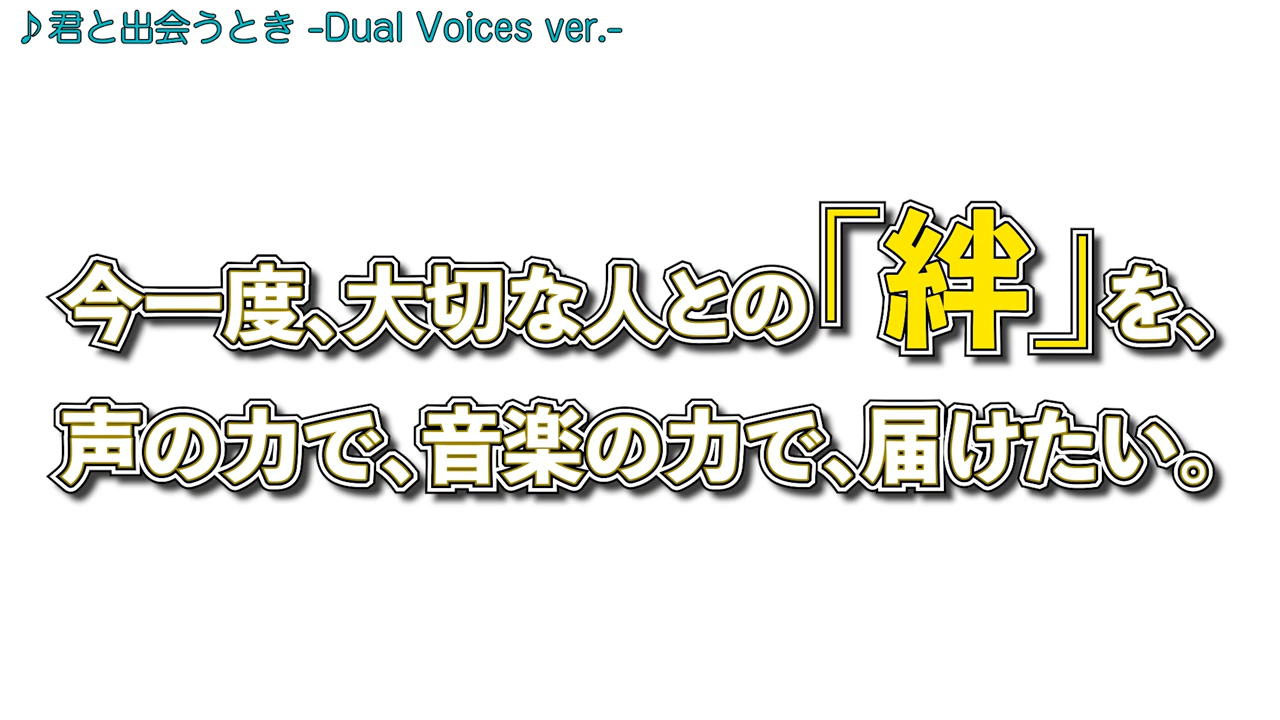 ♪君と出会うとき -Dual Voices ver.-
今一度、大切な人との「絆」を、
声の力で、音楽の力で、届けたい。